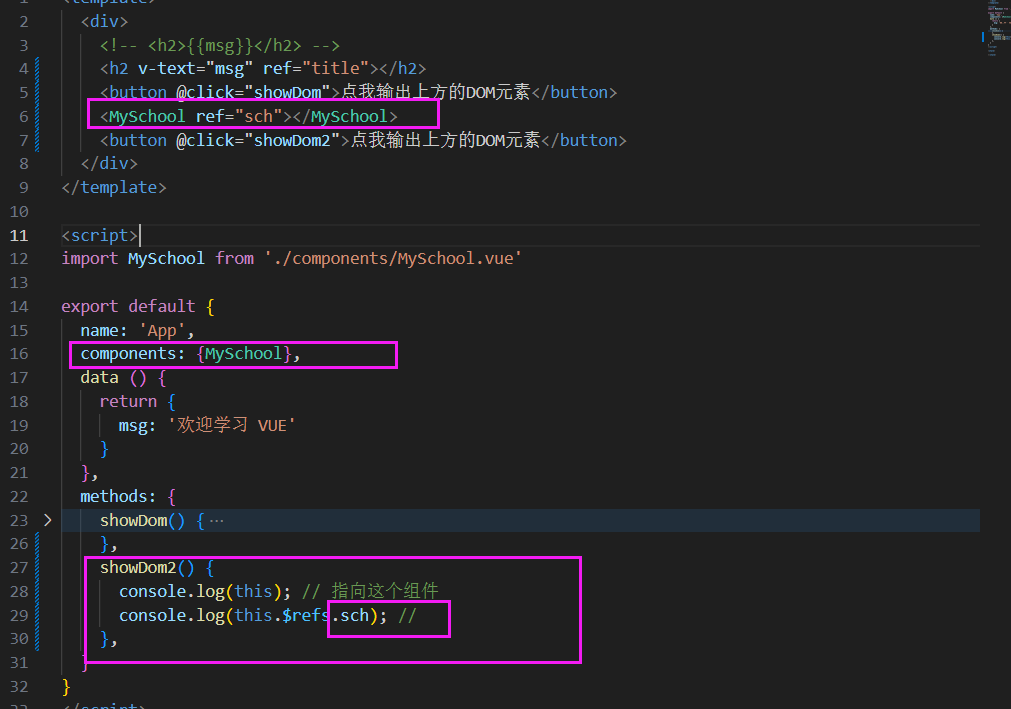 <template>
2 <div>
3 <!-- <h2>{{msg}}</h2> -->
4 <h2 v-text="msg" ref="title"></h2>
5 <button @click="showDom">点我输出上方的DOM元素</button>
6 <MySchool ref="sch"></MySchool>
7 <button @click="showDom2">点我输出上方的DOM元素</button>
8 </div>
9 </template>
10
11 <script>
12 import MySchool from './components/MySchool.vue'
13
14 export default {
15 name: 'App',
16 components: {MySchool},
17 data () {
18 return {
19 msg: '欢迎学习 VUE'
20 }
21 },
22 methods: {
23 showDom() { ···
26 },
27 showDom2() {
28 console.log(this); // 指向这个组件
29 console.log(this.$refs.sch); //
30 },
31 }
32 }
33 </script>